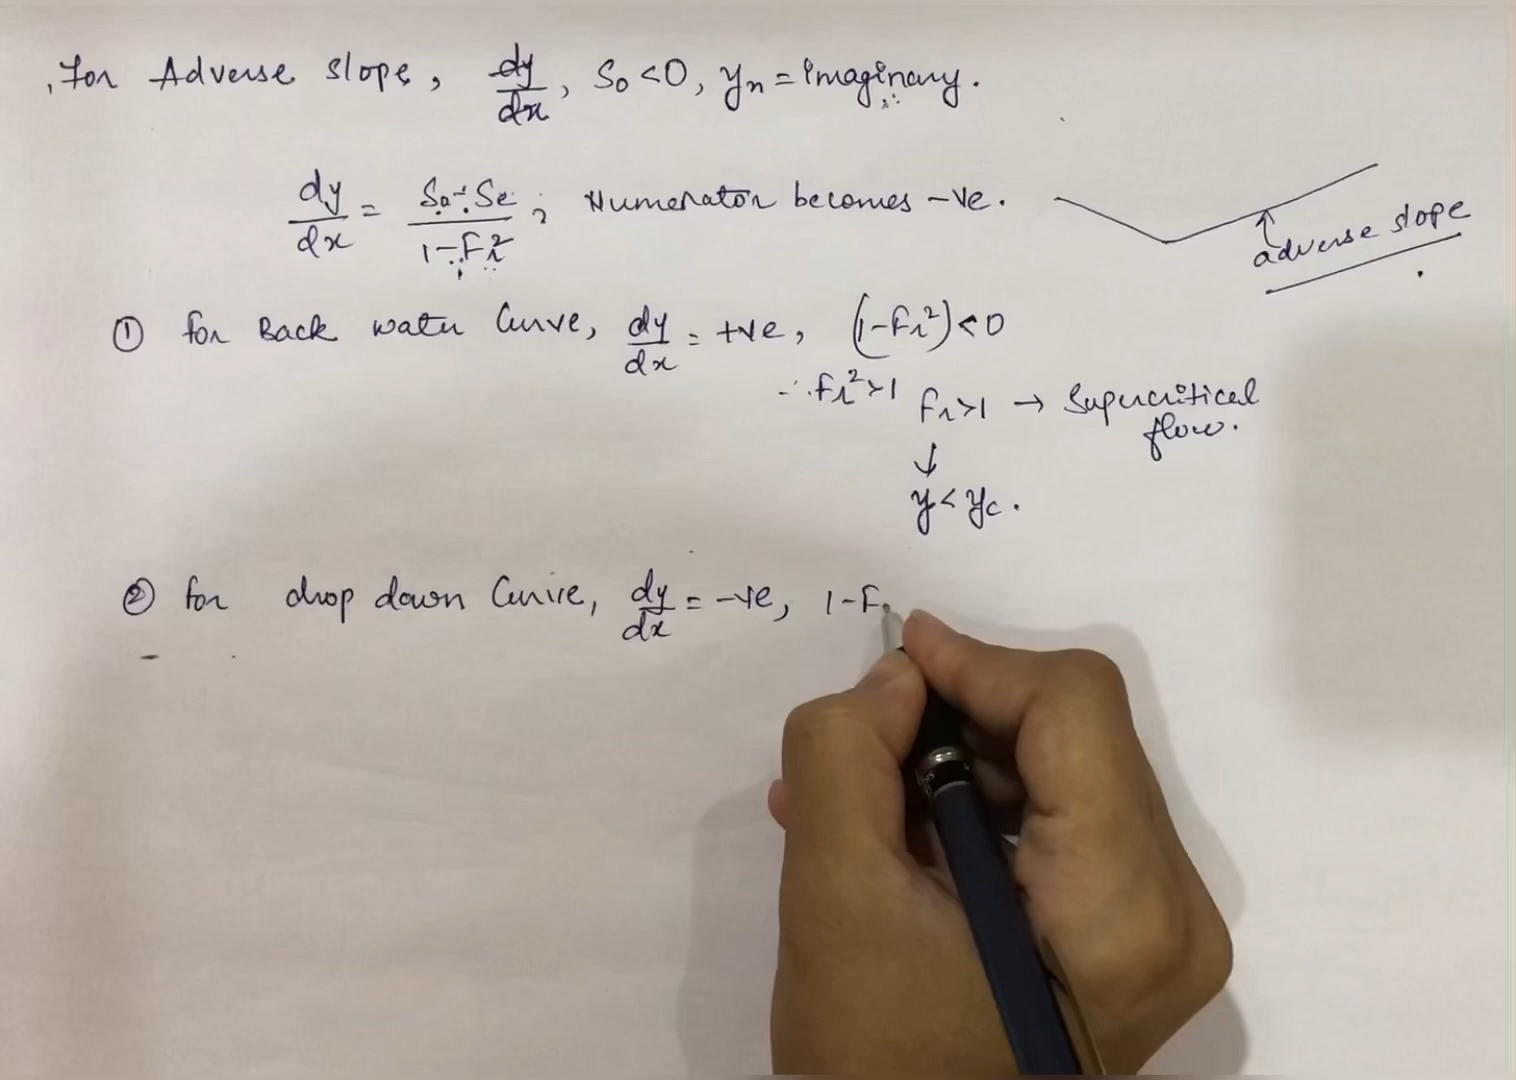 For Adverse slope, dy/dx, S₀<0, yₙ = Imaginary.
dy/dx = S₀-Sₑ/1-Fr² ; Numerator becomes -ve.
adverse slope
① for Back water Curve, dy/dx = +ve, (1-Fr²)<0
∴ Fr²>1 Fr>1 → Supercritical
flow.
↓
y<yc.
② for drop down Curve, dy/dx = -ve, 1-F